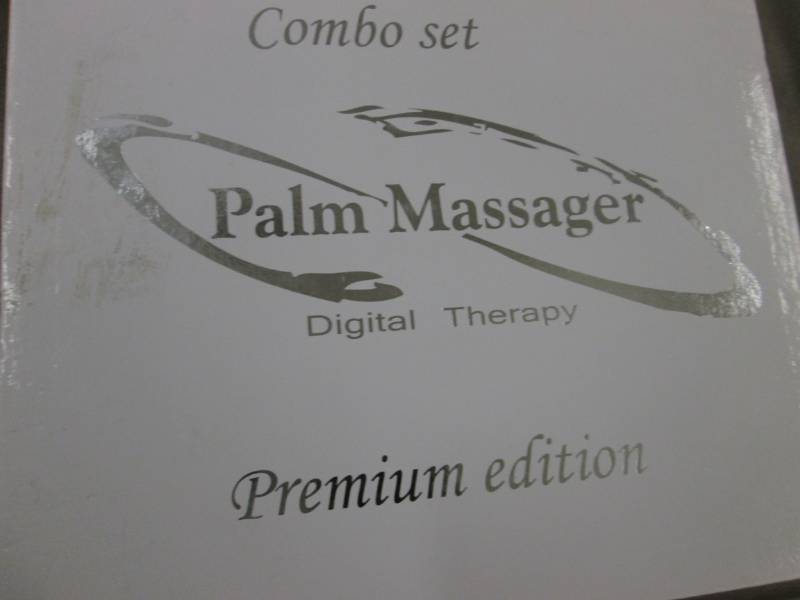 Combo set
Palm Massager
Digital Therapy
Premium edition